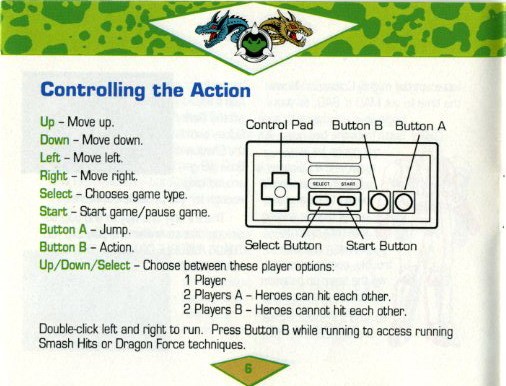 Controlling the Action
Up – Move up.
Down – Move down.
Left – Move left.
Right – Move right.
Select – Chooses game type.
Start – Start game/pause game.
Button A – Jump.
Button B – Action.
Control Pad Button B Button A
SELECT START
Select Button Start Button
Up/Down/Select – Choose between these player options:
1 Player
2 Players A – Heroes can hit each other.
2 Players B – Heroes cannot hit each other.
Double-click left and right to run. Press Button B while running to access running
Smash Hits or Dragon Force techniques.
6